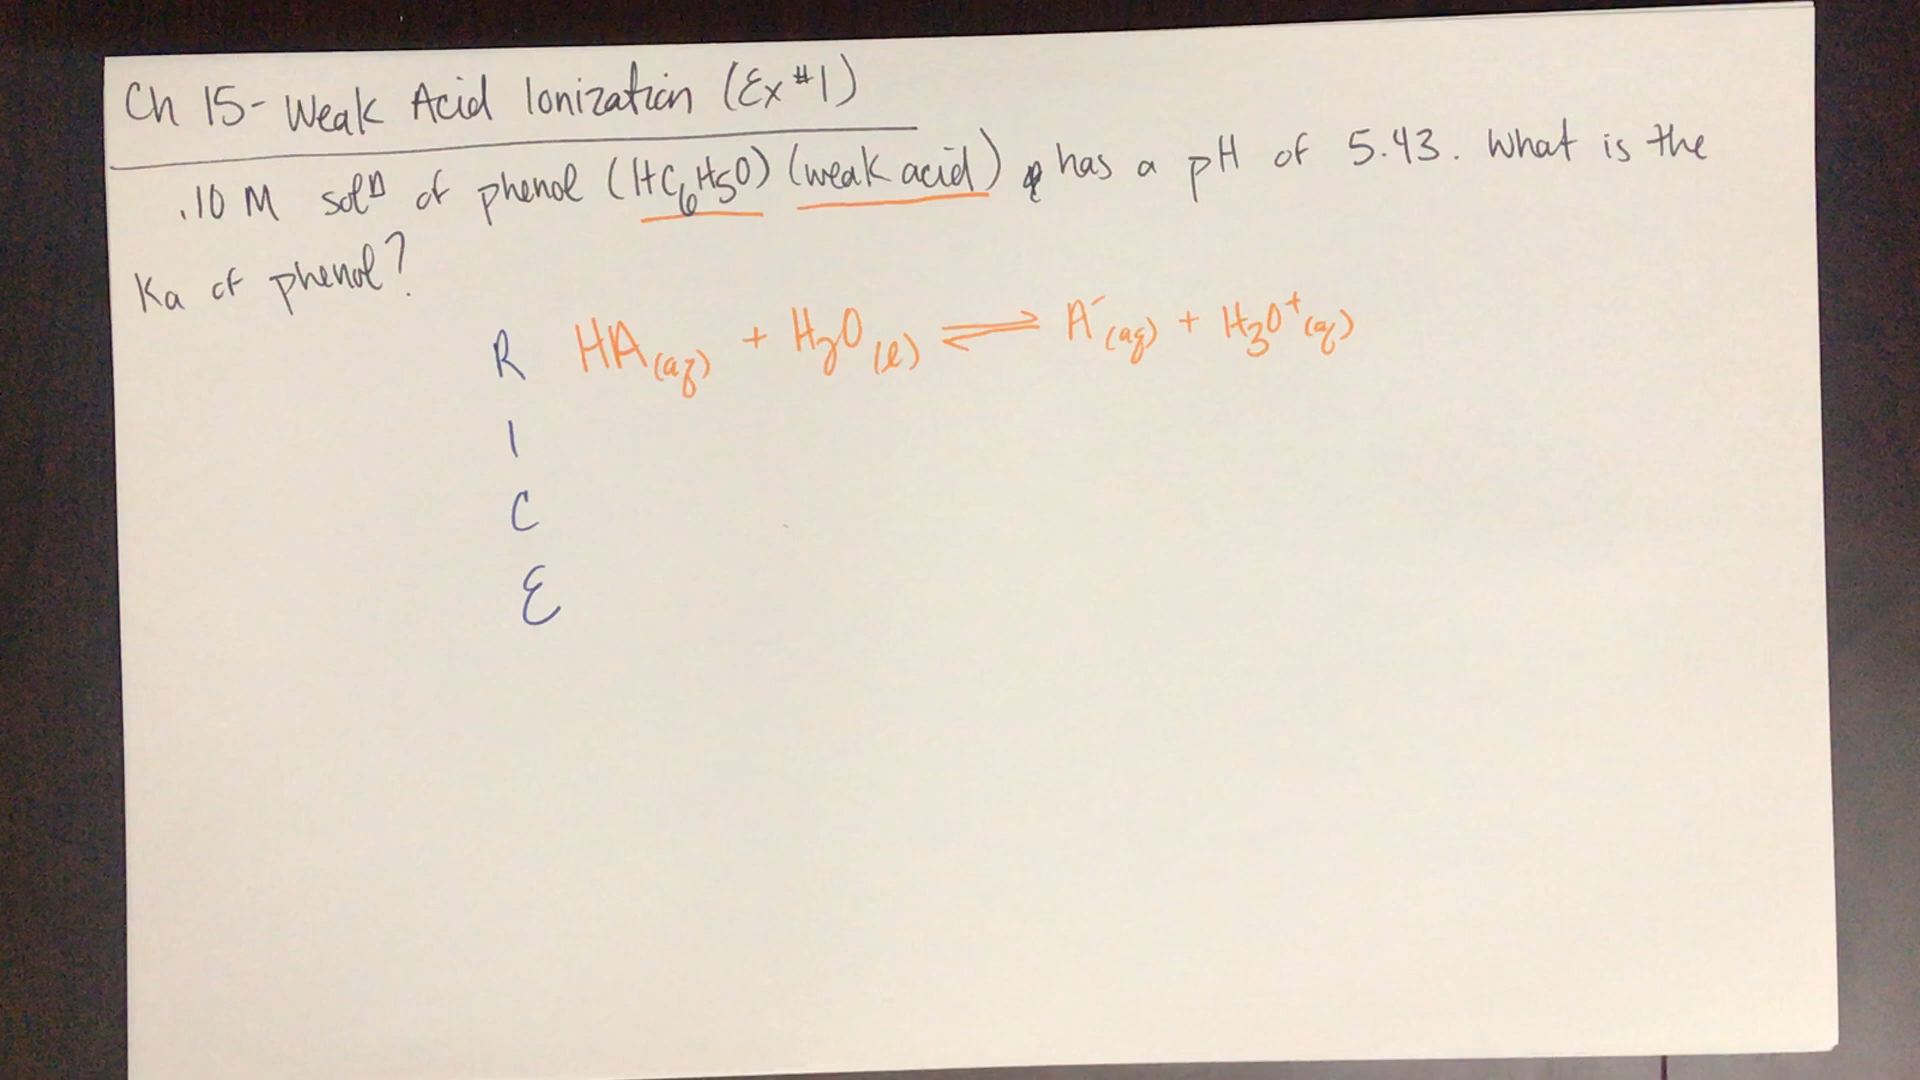 Ch 15- Weak Acid Ionization (Ex #1)
.10 M solⁿ of phenol (HC₆H₅O) (weak acid) has a pH of 5.43. What is the
Ka of phenol?
R HA(aq) + H₂O(l) ⇌ A⁻(aq) + H₃O⁺(aq)
I
C
E